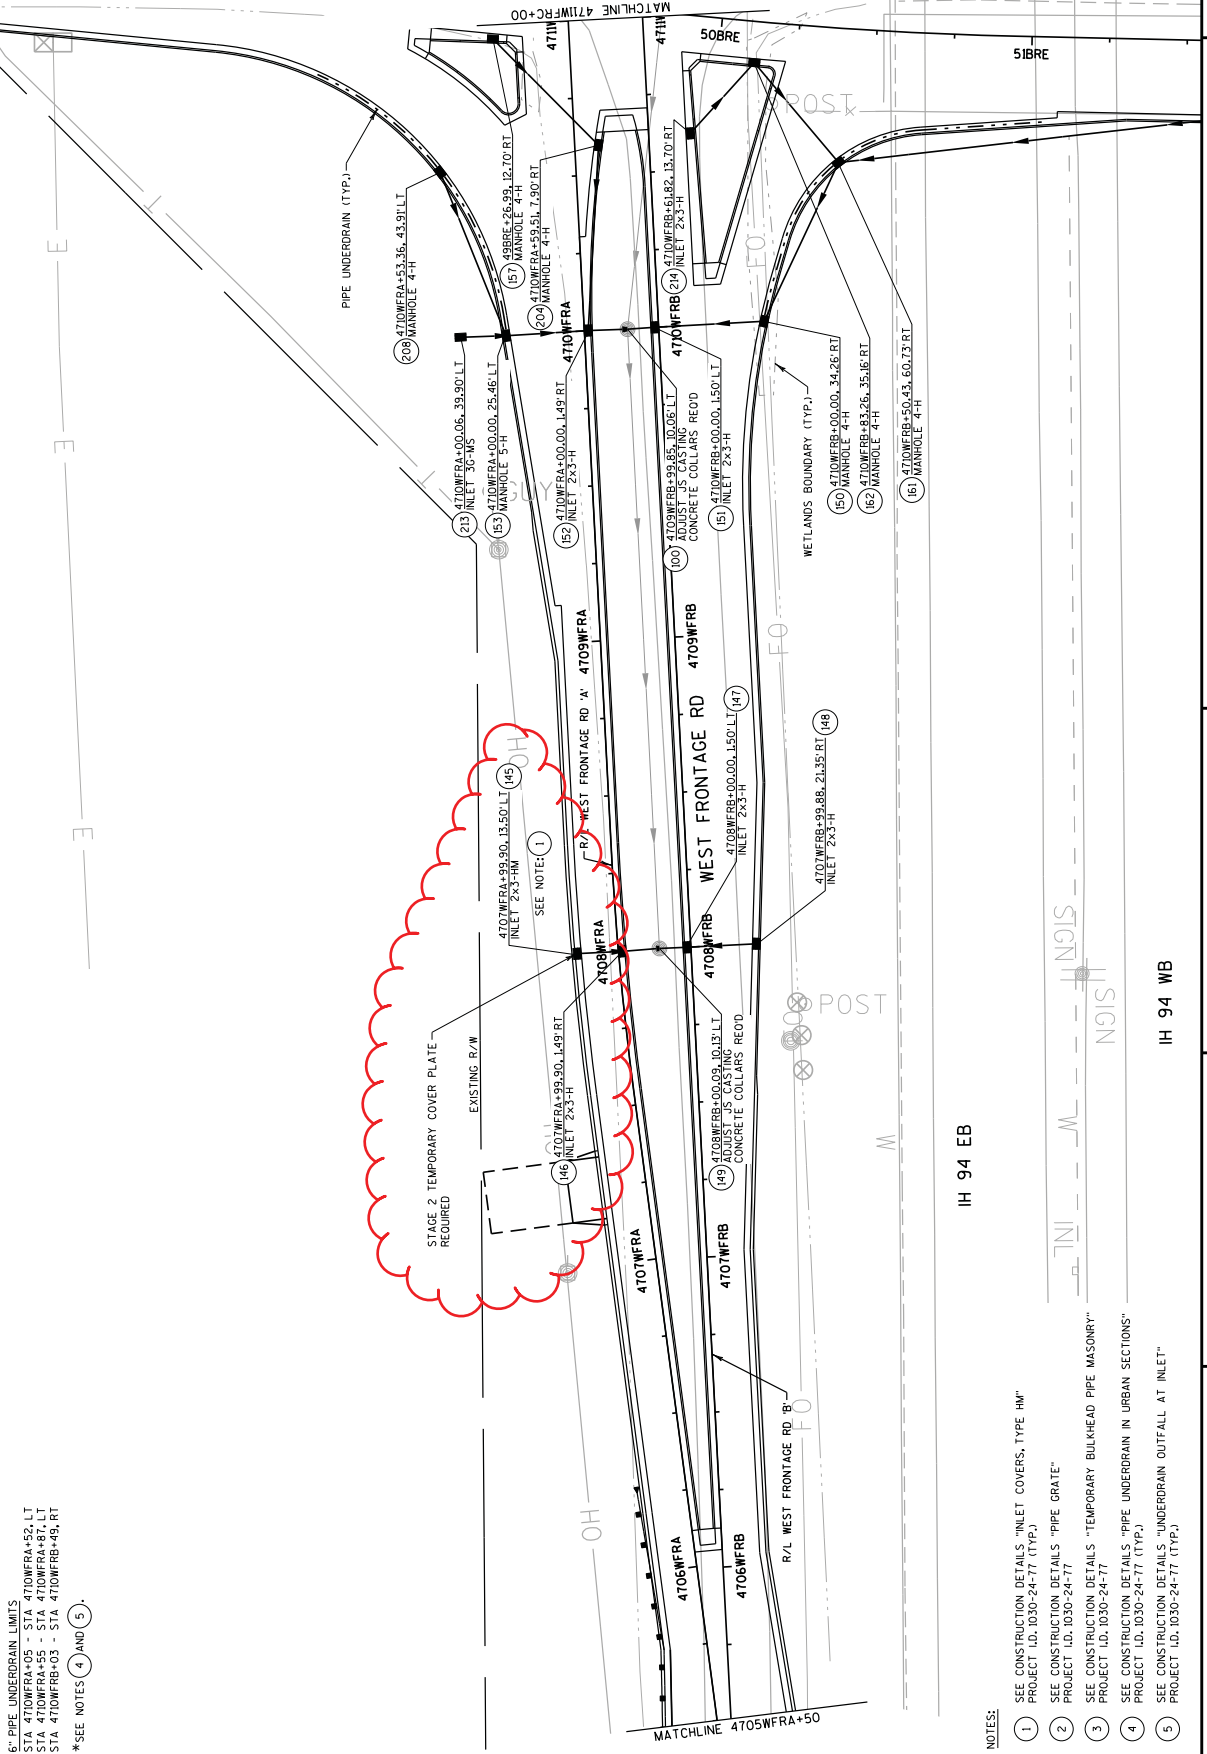 6" PIPE UNDERDRAIN LIMITS
STA 4710WFRA+05 - STA 4710WFRA+52, LT
STA 4710WFRA+55 - STA 4710WFRA+87, LT
STA 4710WFRB+03 - STA 4710WFRB+49, RT
*SEE NOTES 4 AND 5.
MATCHLINE 4711WFRC+00
4711W
4711W
50BRE
51BRE
POST
PIPE UNDERDRAIN (TYP.)
208
4710WFRA+53.36, 43.91' LT
MANHOLE 4-H
157
49BRE+26.99, 12.70' RT
MANHOLE 4-H
204
4710WFRA+59.51, 7.90' RT
MANHOLE 4-H
214
4710WFRB+61.82, 13.70' RT
INLET 2x3-H
4710WFRA
4710WFRB
213
4710WFRA+00.06, 39.90' LT
INLET 3G-MS
153
4710WFRA+00.00, 25.46' LT
MANHOLE 5-H
152
4710WFRA+00.00, 1.49' RT
INLET 2x3-H
100
4709WFRB+99.85, 10.06' LT
ADJUST JS CASTING
CONCRETE COLLARS REQ'D
151
4710WFRB+00.00, 1.50' LT
INLET 2x3-H
WETLANDS BOUNDARY (TYP.)
150
4710WFRB+00.00, 34.26' RT
MANHOLE 4-H
162
4710WFRB+83.26, 35.16' RT
MANHOLE 4-H
161
4710WFRB+50.43, 60.73' RT
MANHOLE 4-H
GUY
E
E
E
T
T
FO
FO
FO
HO
HO
4709WFRA
4709WFRB
R/L WEST FRONTAGE RD 'A'
WEST FRONTAGE RD
145
4707WFRA+99.90, 13.50' LT
INLET 2x3-HM
SEE NOTE: 1
147
4708WFRB+00.00, 1.50' LT
INLET 2x3-H
148
4707WFRB+99.88, 21.35' RT
INLET 2x3-H
4708WFRA
4708WFRB
STAGE 2 TEMPORARY COVER PLATE
REQUIRED
EXISTING R/W
146
4707WFRA+99.90, 1.49' RT
INLET 2x3-H
149
4708WFRB+00.09, 10.13' LT
ADJUST JS CASTING
CONCRETE COLLARS REQ'D
POST
SIGN
SIGN
W
W
INL
IH 94 EB
IH 94 WB
4707WFRA
4707WFRB
R/L WEST FRONTAGE RD 'B'
4706WFRA
4706WFRB
MATCHLINE 4705WFRA+50
NOTES:
1 SEE CONSTRUCTION DETAILS "INLET COVERS, TYPE HM"
PROJECT I.D. 1030-24-77 (TYP.)
2 SEE CONSTRUCTION DETAILS "PIPE GRATE"
PROJECT I.D. 1030-24-77
3 SEE CONSTRUCTION DETAILS "TEMPORARY BULKHEAD PIPE MASONRY"
PROJECT I.D. 1030-24-77
4 SEE CONSTRUCTION DETAILS "PIPE UNDERDRAIN IN URBAN SECTIONS"
PROJECT I.D. 1030-24-77 (TYP.)
5 SEE CONSTRUCTION DETAILS "UNDERDRAIN OUTFALL AT INLET"
PROJECT I.D. 1030-24-77 (TYP.)